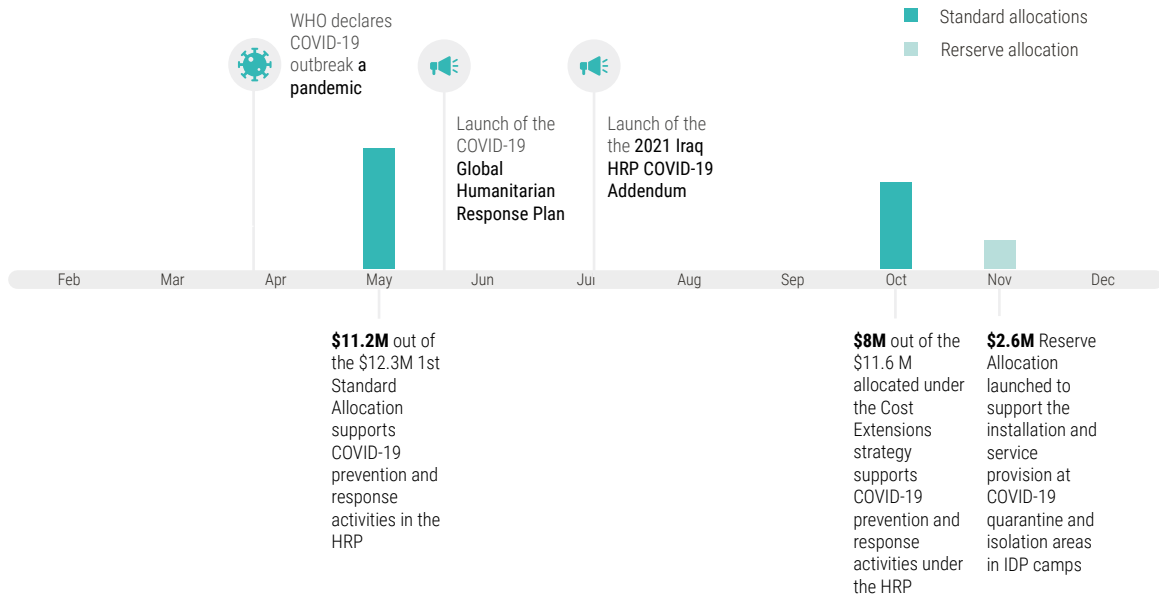 WHO declares
COVID-19
outbreak a
pandemic
Launch of the
COVID-19
Global
Humanitarian
Response Plan
Launch of the
the 2021 Iraq
HRP COVID-19
Addendum
Standard allocations
Rerserve allocation
Feb Mar Apr May Jun Jul Aug Sep Oct Nov Dec
$11.2M out of
the $12.3M 1st
Standard
Allocation
supports
COVID-19
prevention and
response
activities in the
HRP
$8M out of the
$11.6 M
allocated under
the Cost
Extensions
strategy
supports
COVID-19
prevention and
response
activities under
the HRP
$2.6M Reserve
Allocation
launched to
support the
installation and
service
provision at
COVID-19
quarantine and
isolation areas
in IDP camps